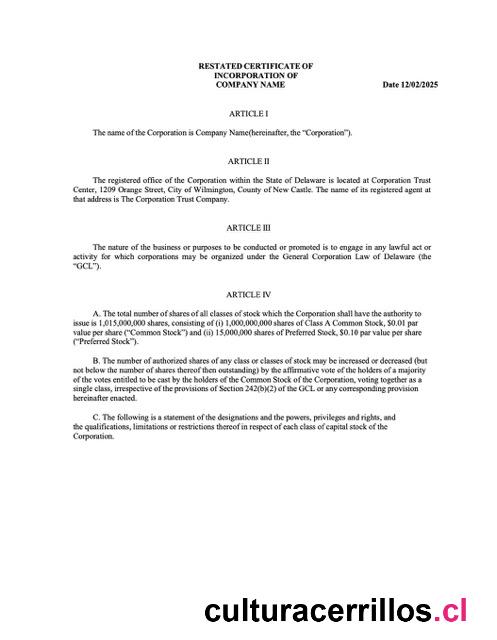 RESTATED CERTIFICATE OF
INCORPORATION OF
COMPANY NAME
Date 12/02/2025
ARTICLE I
The name of the Corporation is Company Name(hereinafter, the “Corporation”).
ARTICLE II
The registered office of the Corporation within the State of Delaware is located at Corporation Trust
Center, 1209 Orange Street, City of Wilmington, County of New Castle. The name of its registered agent at
that address is The Corporation Trust Company.
ARTICLE III
The nature of the business or purposes to be conducted or promoted is to engage in any lawful act or
activity for which corporations may be organized under the General Corporation Law of Delaware (the
“GCL”).
ARTICLE IV
A. The total number of shares of all classes of stock which the Corporation shall have the authority to
issue is 1,015,000,000 shares, consisting of (i) 1,000,000,000 shares of Class A Common Stock, $0.01 par
value per share (“Common Stock”) and (ii) 15,000,000 shares of Preferred Stock, $0.10 par value per share
(“Preferred Stock”).
B. The number of authorized shares of any class or classes of stock may be increased or decreased (but
not below the number of shares thereof then outstanding) by the affirmative vote of the holders of a majority
of the votes entitled to be cast by the holders of the Common Stock of the Corporation, voting together as a
single class, irrespective of the provisions of Section 242(b)(2) of the GCL or any corresponding provision
hereinafter enacted.
C. The following is a statement of the designations and the powers, privileges and rights, and
the qualifications, limitations or restrictions thereof in respect of each class of capital stock of the
Corporation.
culturacerrillos.cl